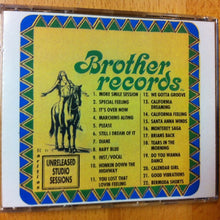 Brother
records
1. MORE SMILE SESSION
2. SPECIAL FEELING
3. IT'S OVER NOW
4. MARCHING ALONG
5. PLEASE
6. STILL I DREAM OF IT
7. DIANE
8. BABY BLUE
9. INST/VOCAL
10. HOWEEM DOWN THE
HIGHWAY
11. YOU LOST THAT
LOVIN FEELING
12. WE GOTTA GROOVE
13. CALIFORNIA
DREAMING
14. CALIFORNIA FEELING
15. SANTA ANNA WINDS
16. MONTEREY SAGA
17. BRIANS BACK
18. TEARS IN THE
MORNING
19. DO YOU WANNA
DANCE
20. CALENDAR GIRL
21. GOOD VIBRATIONS
22. BERMUDA SHORTS
UNRELEASED
STUDIO
SESSIONS